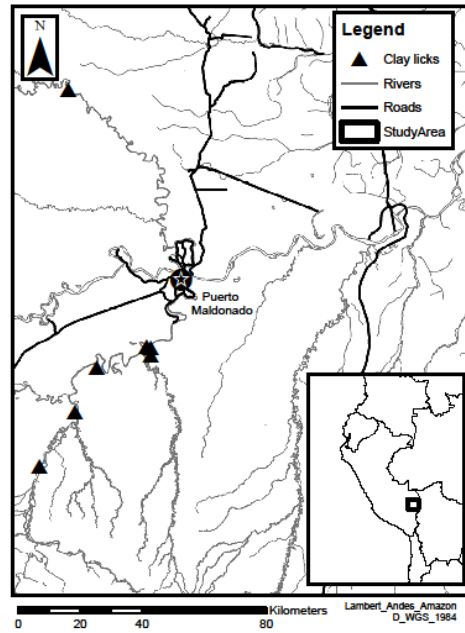 N
Legend
Clay licks
Rivers
Roads
StudyArea
Puerto
Maldonado
Kilometers
0 20 40 80
Lambert_Andes_Amazon
D_WGS_1984